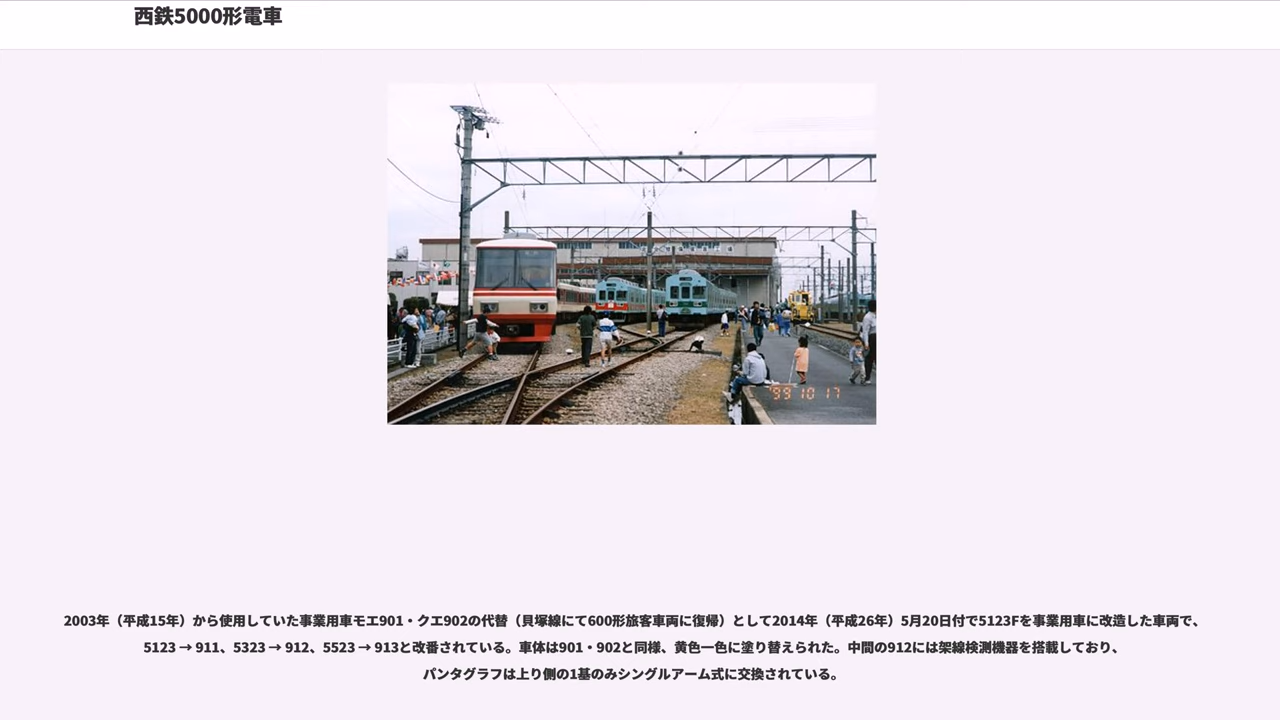 西鉄5000形電車
'99 10 17
2003年（平成15年）から使用していた事業用車モエ901・クエ902の代替（貝塚線にて600形旅客車両に復帰）として2014年（平成26年）5月20日付で5123Fを事業用車に改造した車両で、
5123 → 911、5323 → 912、5523 → 913と改番されている。車体は901・902と同様、黄色一色に塗り替えられた。中間の912には架線検測機器を搭載しており、
パンタグラフは上り側の1基のみシングルアーム式に交換されている。